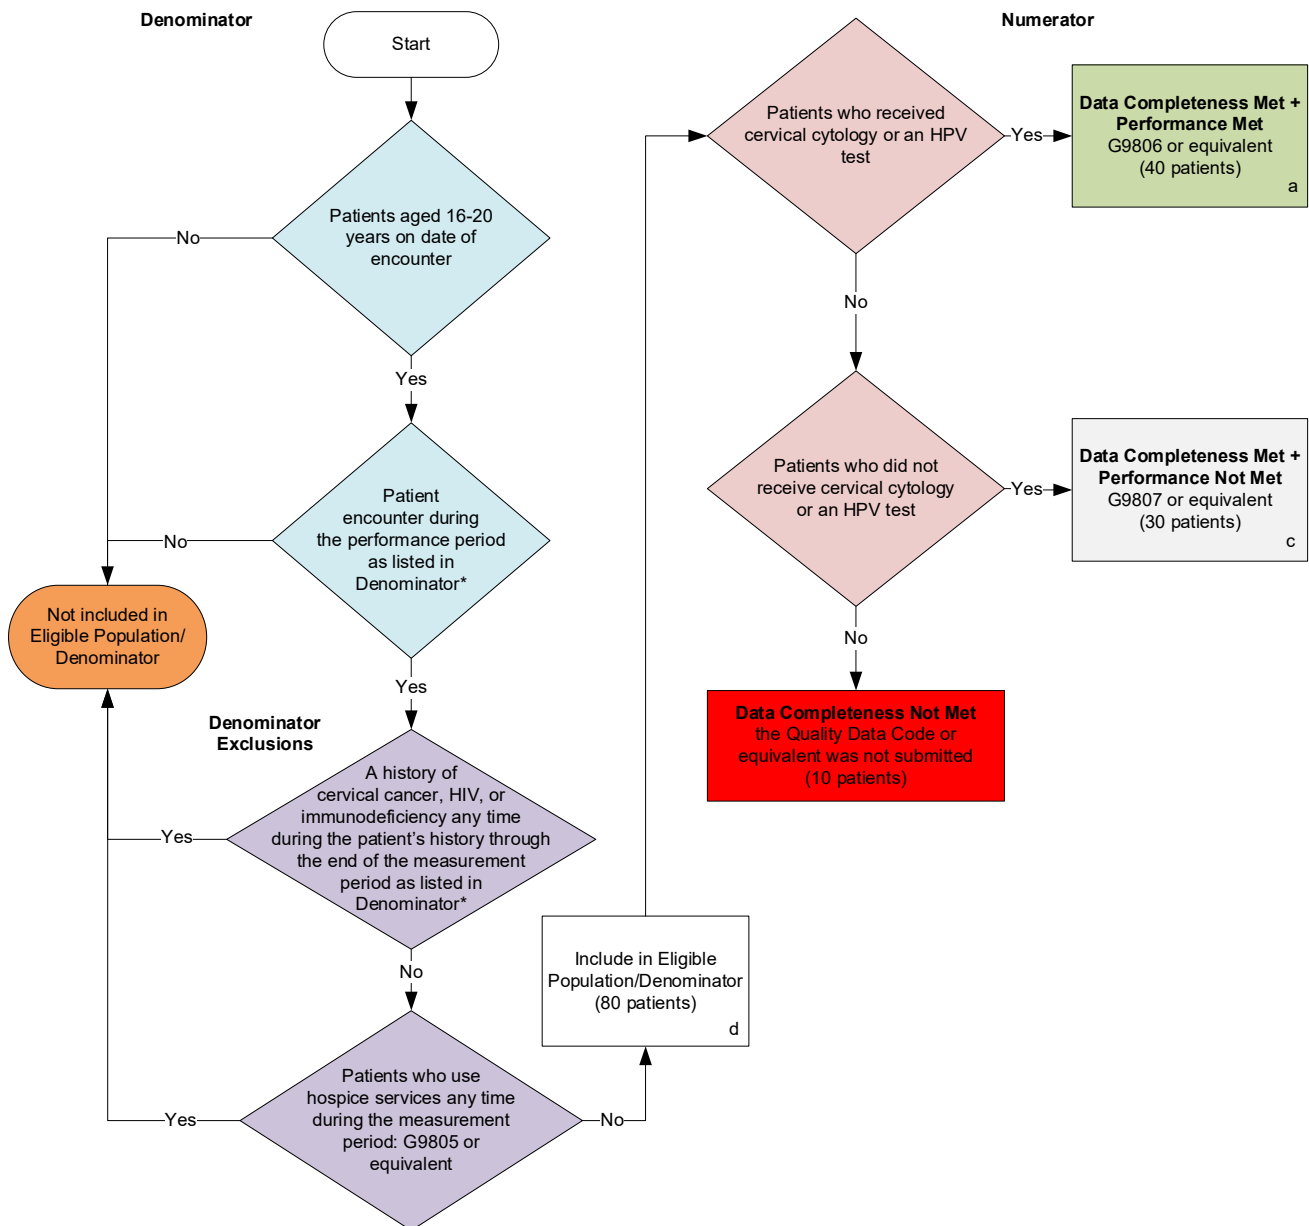 Denominator
Start
Patients aged 16-20
years on date of
encounter
No
Yes
Patient
encounter during
the performance period
as listed in
Denominator*
No
Not included in
Eligible Population/
Denominator
Yes
Denominator
Exclusions
A history of
cervical cancer, HIV, or
immunodeficiency any time
during the patient’s history through
the end of the measurement
period as listed in
Denominator*
Yes
No
Patients who use
hospice services any time
during the measurement
period: G9805 or
equivalent
Yes
No
Include in Eligible
Population/Denominator
(80 patients)
d
Numerator
Patients who received
cervical cytology or an HPV
test
Yes
Data Completeness Met +
Performance Met
G9806 or equivalent
(40 patients)
a
No
Patients who did not
receive cervical cytology
or an HPV test
Yes
Data Completeness Met +
Performance Not Met
G9807 or equivalent
(30 patients)
c
No
Data Completeness Not Met
the Quality Data Code or
equivalent was not submitted
(10 patients)